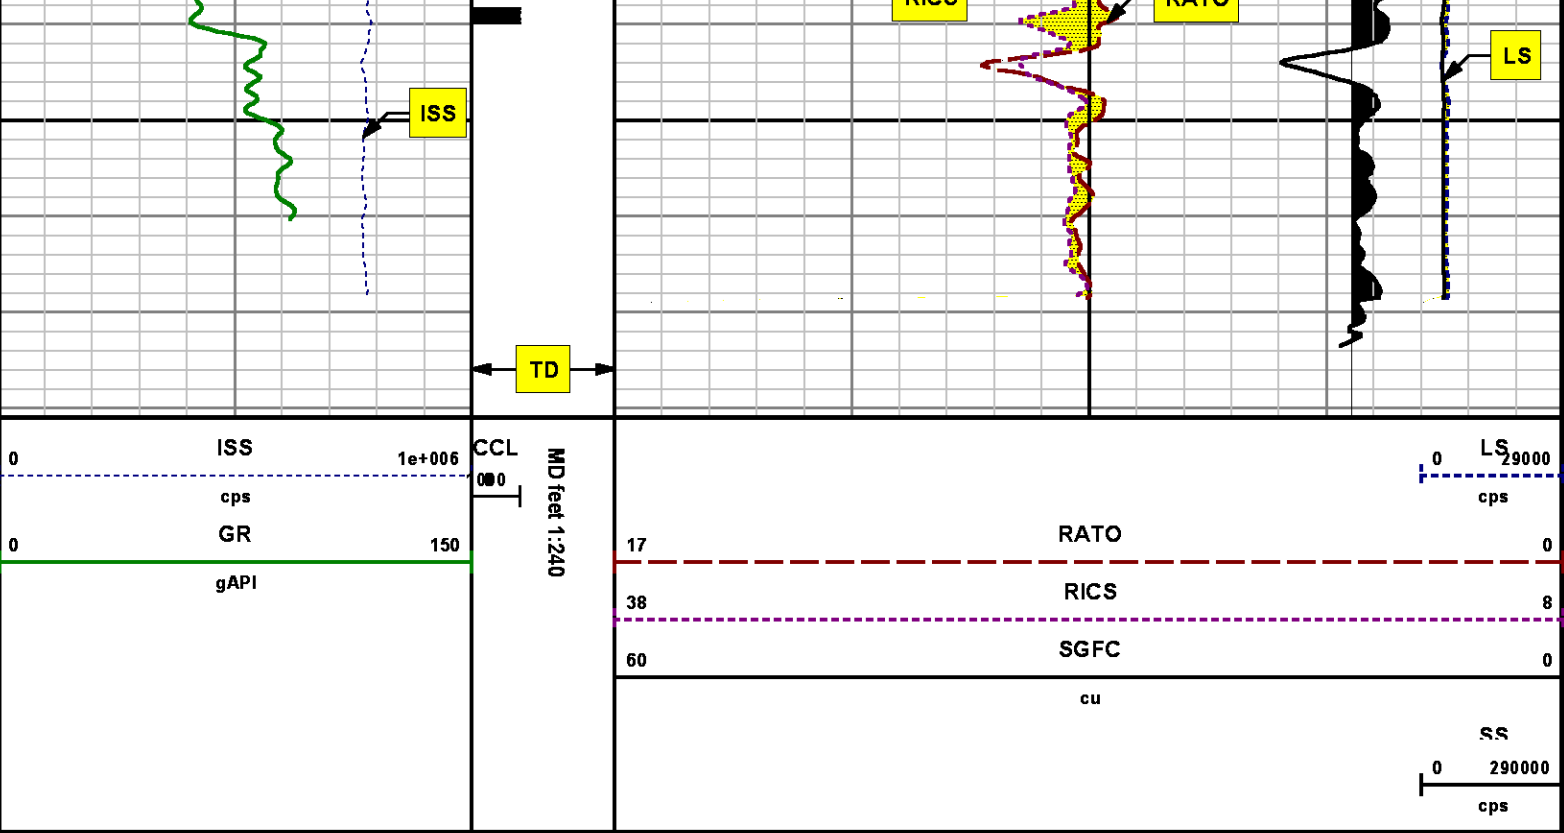 RICS
RATO
LS
ISS
TD
ISS
0 1e+006
cps
GR
0 150
gAPI
CCL
MD feet 1:240
LS
0 29000
cps
RATO
17 0
RICS
38 8
SGFC
60 0
cu
SS
0 290000
cps